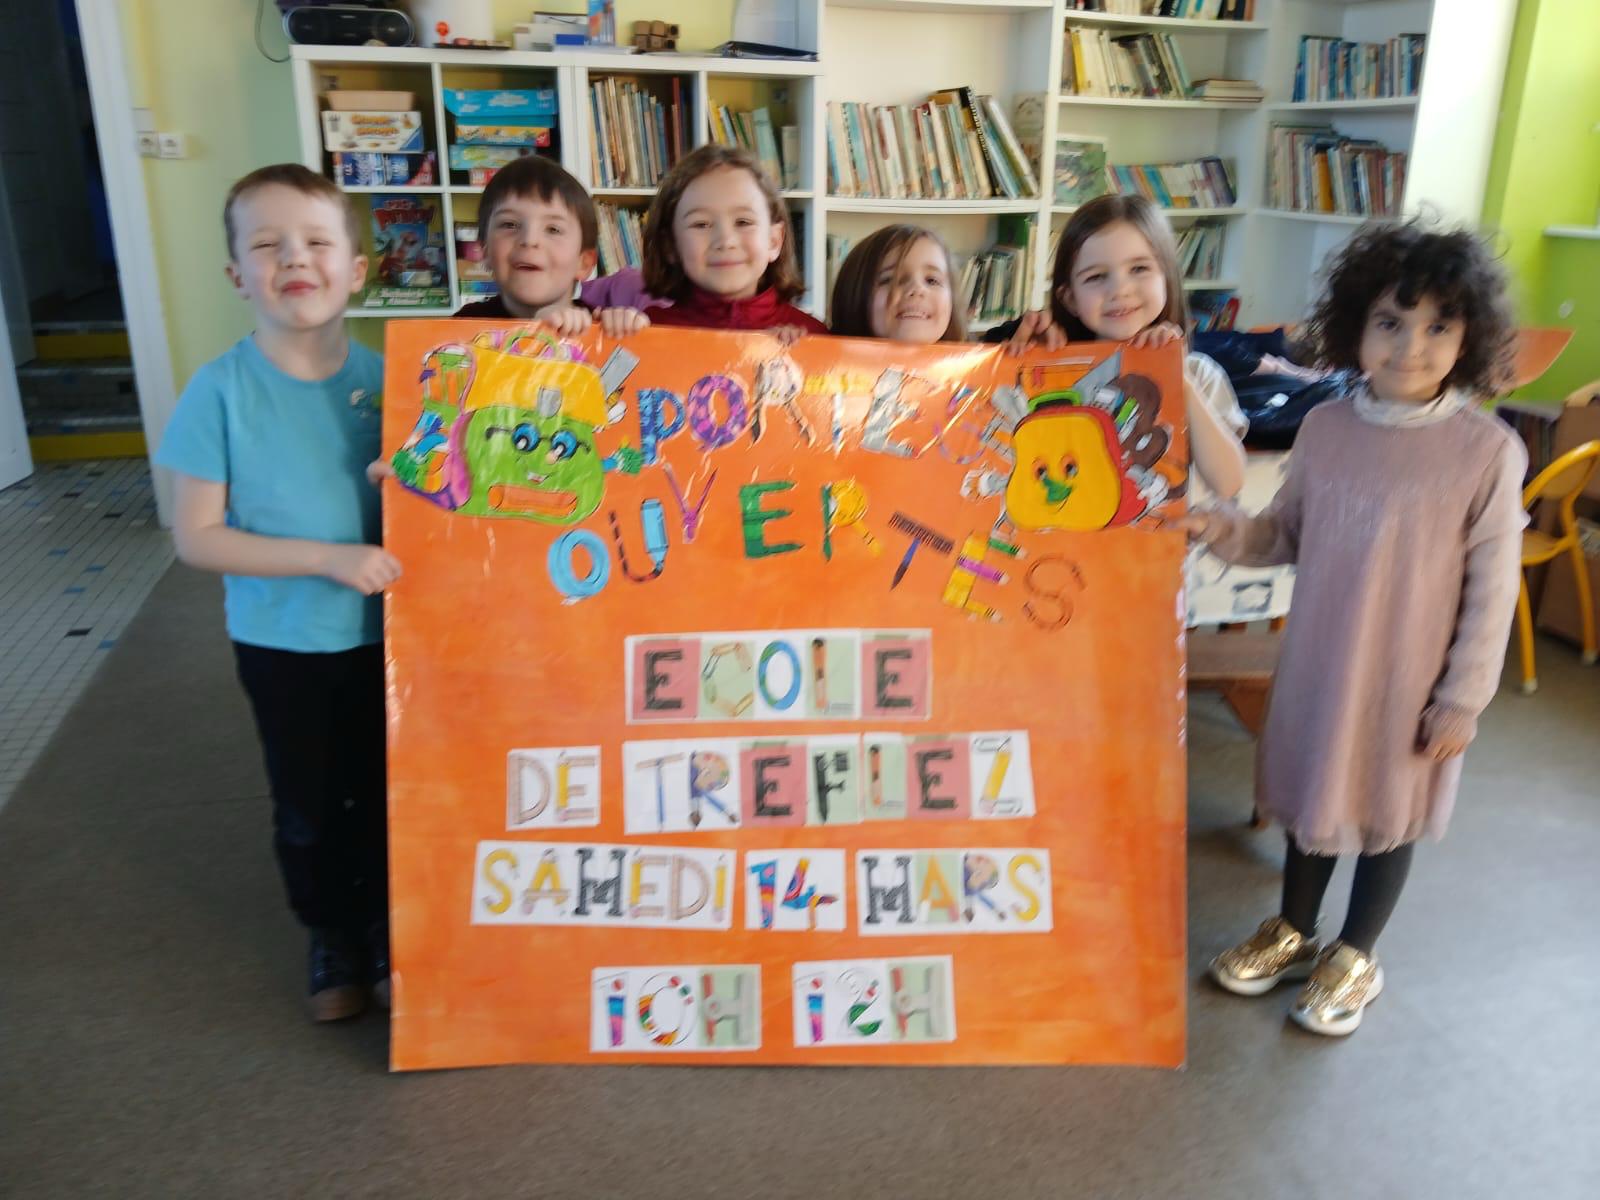 PORTES
OUVERTES
ECOLE
DE TREFLEZ
SAMEDI 14 MARS
10H 12H